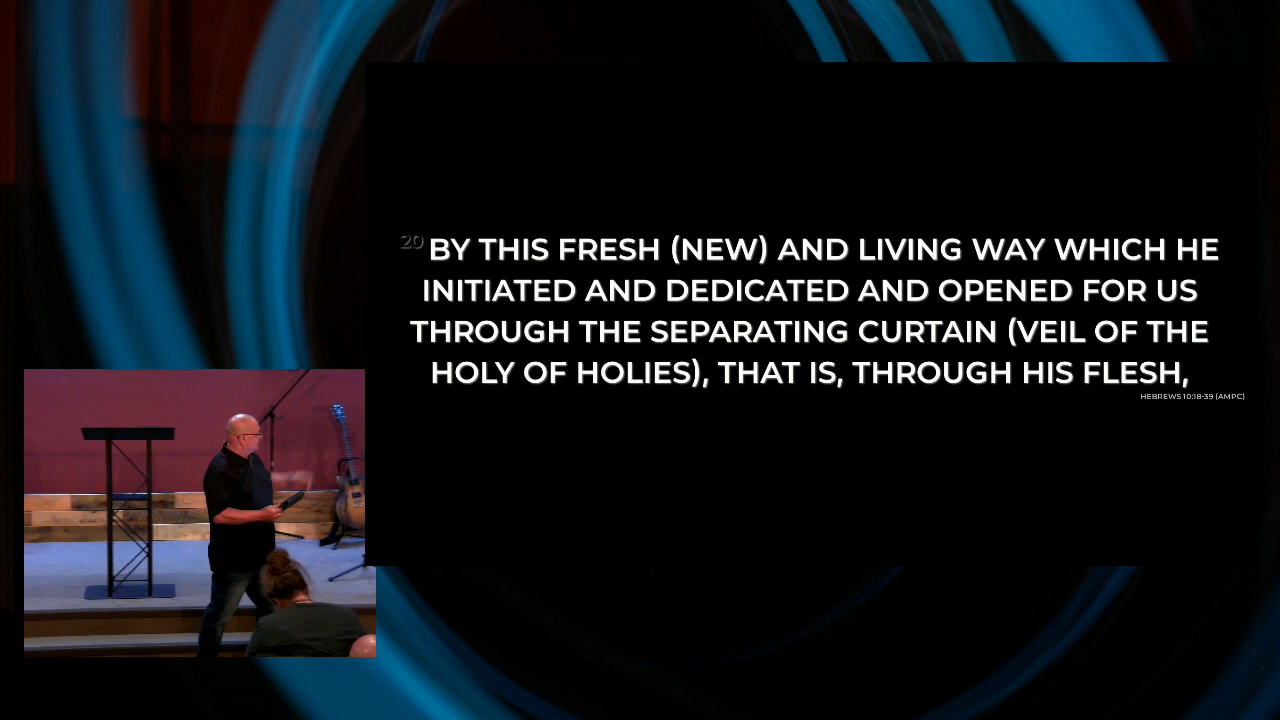 20 BY THIS FRESH (NEW) AND LIVING WAY WHICH HE
INITIATED AND DEDICATED AND OPENED FOR US
THROUGH THE SEPARATING CURTAIN (VEIL OF THE
HOLY OF HOLIES), THAT IS, THROUGH HIS FLESH,
HEBREWS 10:18-39 (AMPC)